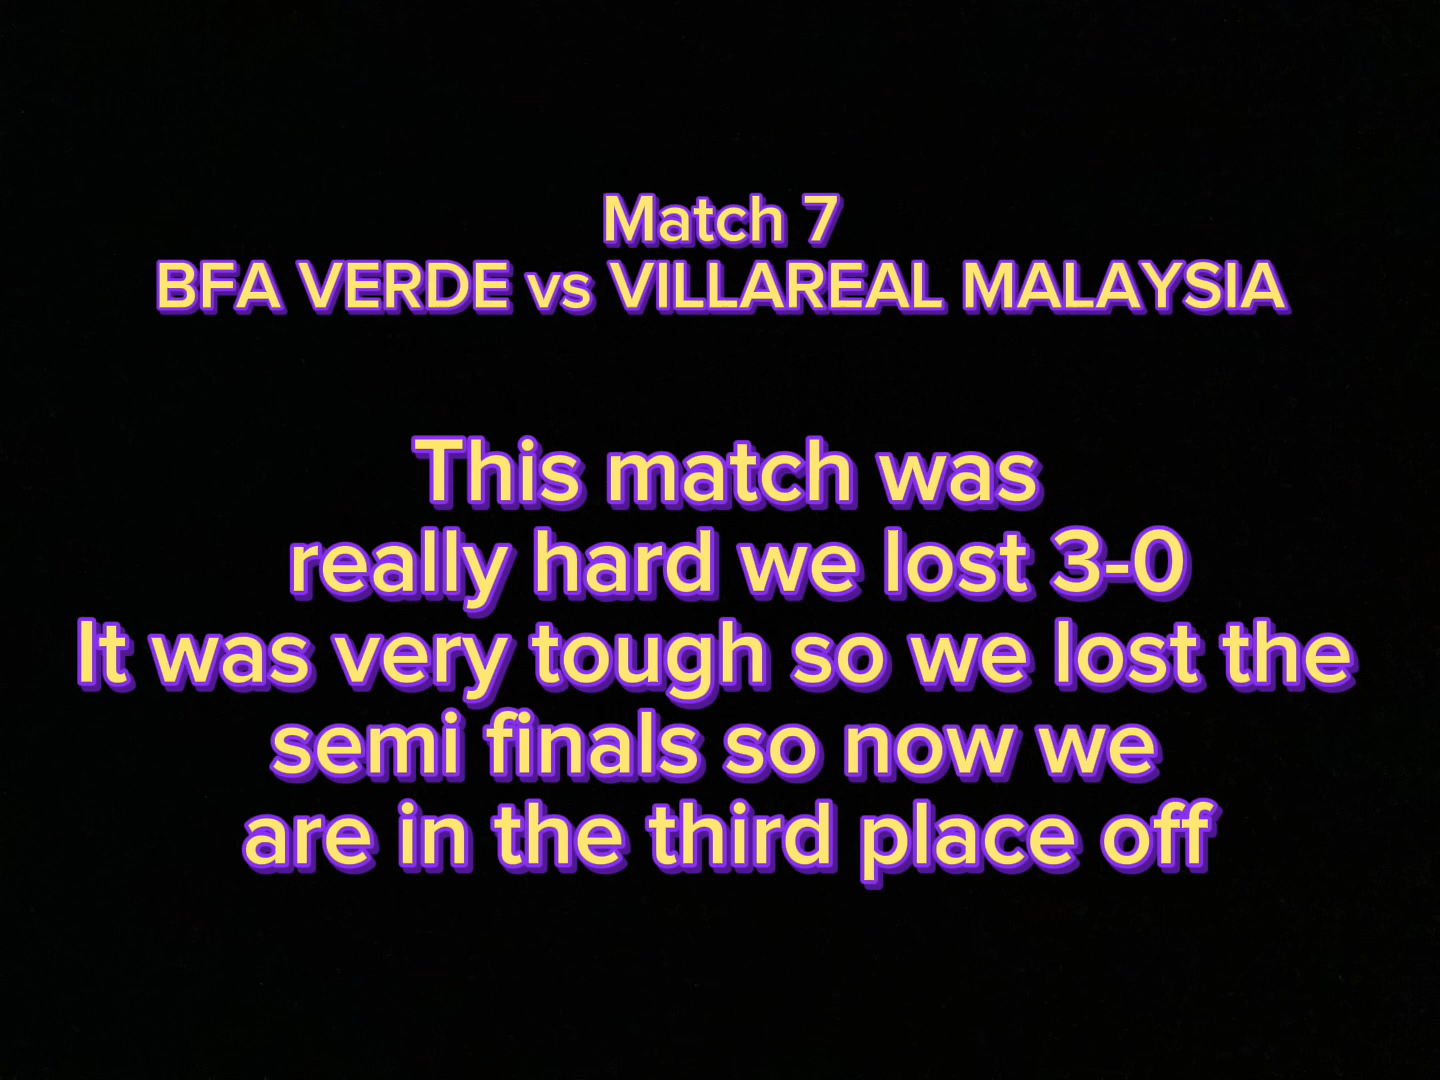 Match 7
BFA VERDE vs VILLAREAL MALAYSIA
This match was
really hard we lost 3-0
It was very tough so we lost the
semi finals so now we
are in the third place off